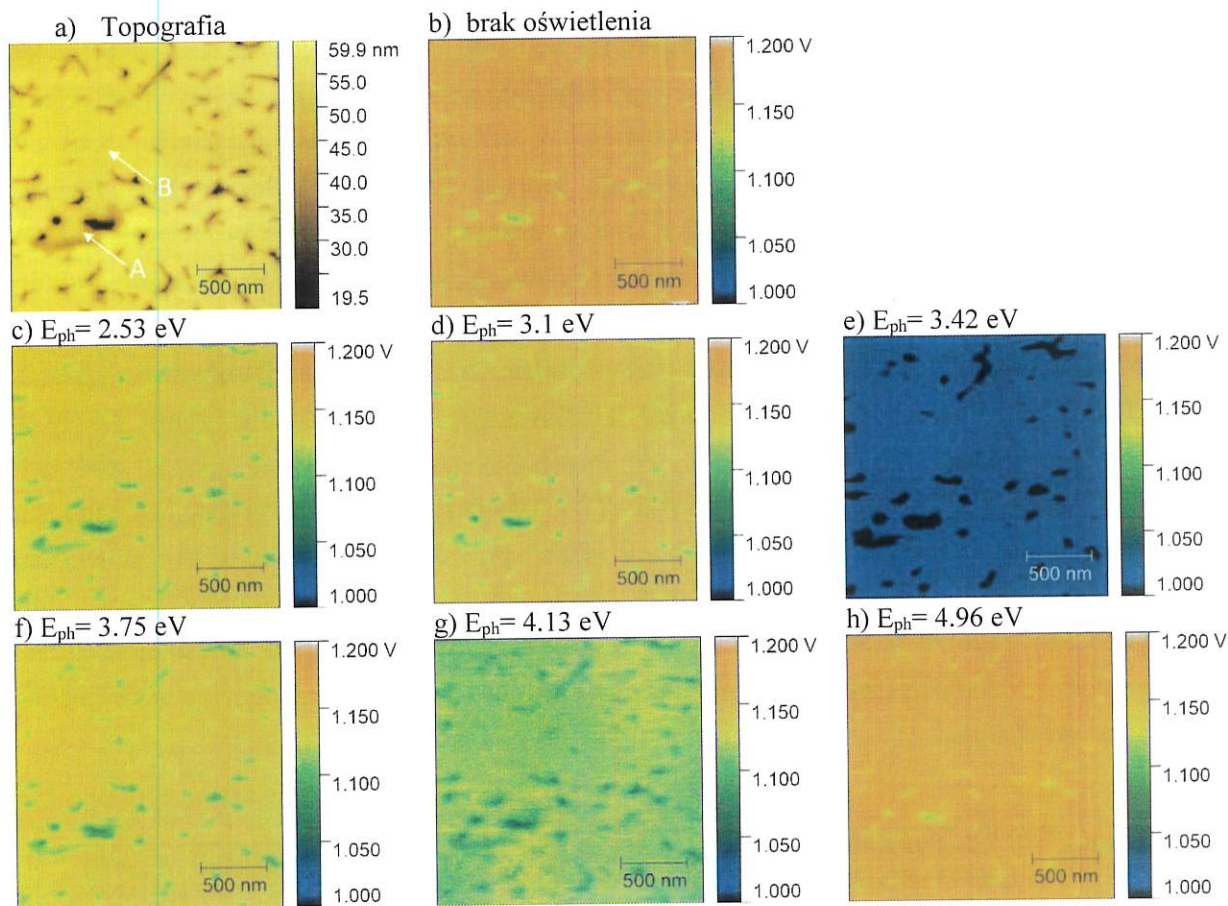 a) Topografia
59.9 nm
55.0
50.0
45.0
40.0
35.0
30.0
19.5
B
A
500 nm
b) brak oświetlenia
1.200 V
1.150
1.100
1.050
1.000
500 nm
c) Eph= 2.53 eV
1.200 V
1.150
1.100
1.050
1.000
500 nm
d) Eph= 3.1 eV
1.200 V
1.150
1.100
1.050
1.000
500 nm
e) Eph= 3.42 eV
1.200 V
1.150
1.100
1.050
1.000
500 nm
f) Eph= 3.75 eV
1.200 V
1.150
1.100
1.050
1.000
500 nm
g) Eph= 4.13 eV
1.200 V
1.150
1.100
1.050
1.000
500 nm
h) Eph= 4.96 eV
1.200 V
1.150
1.100
1.050
1.000
500 nm